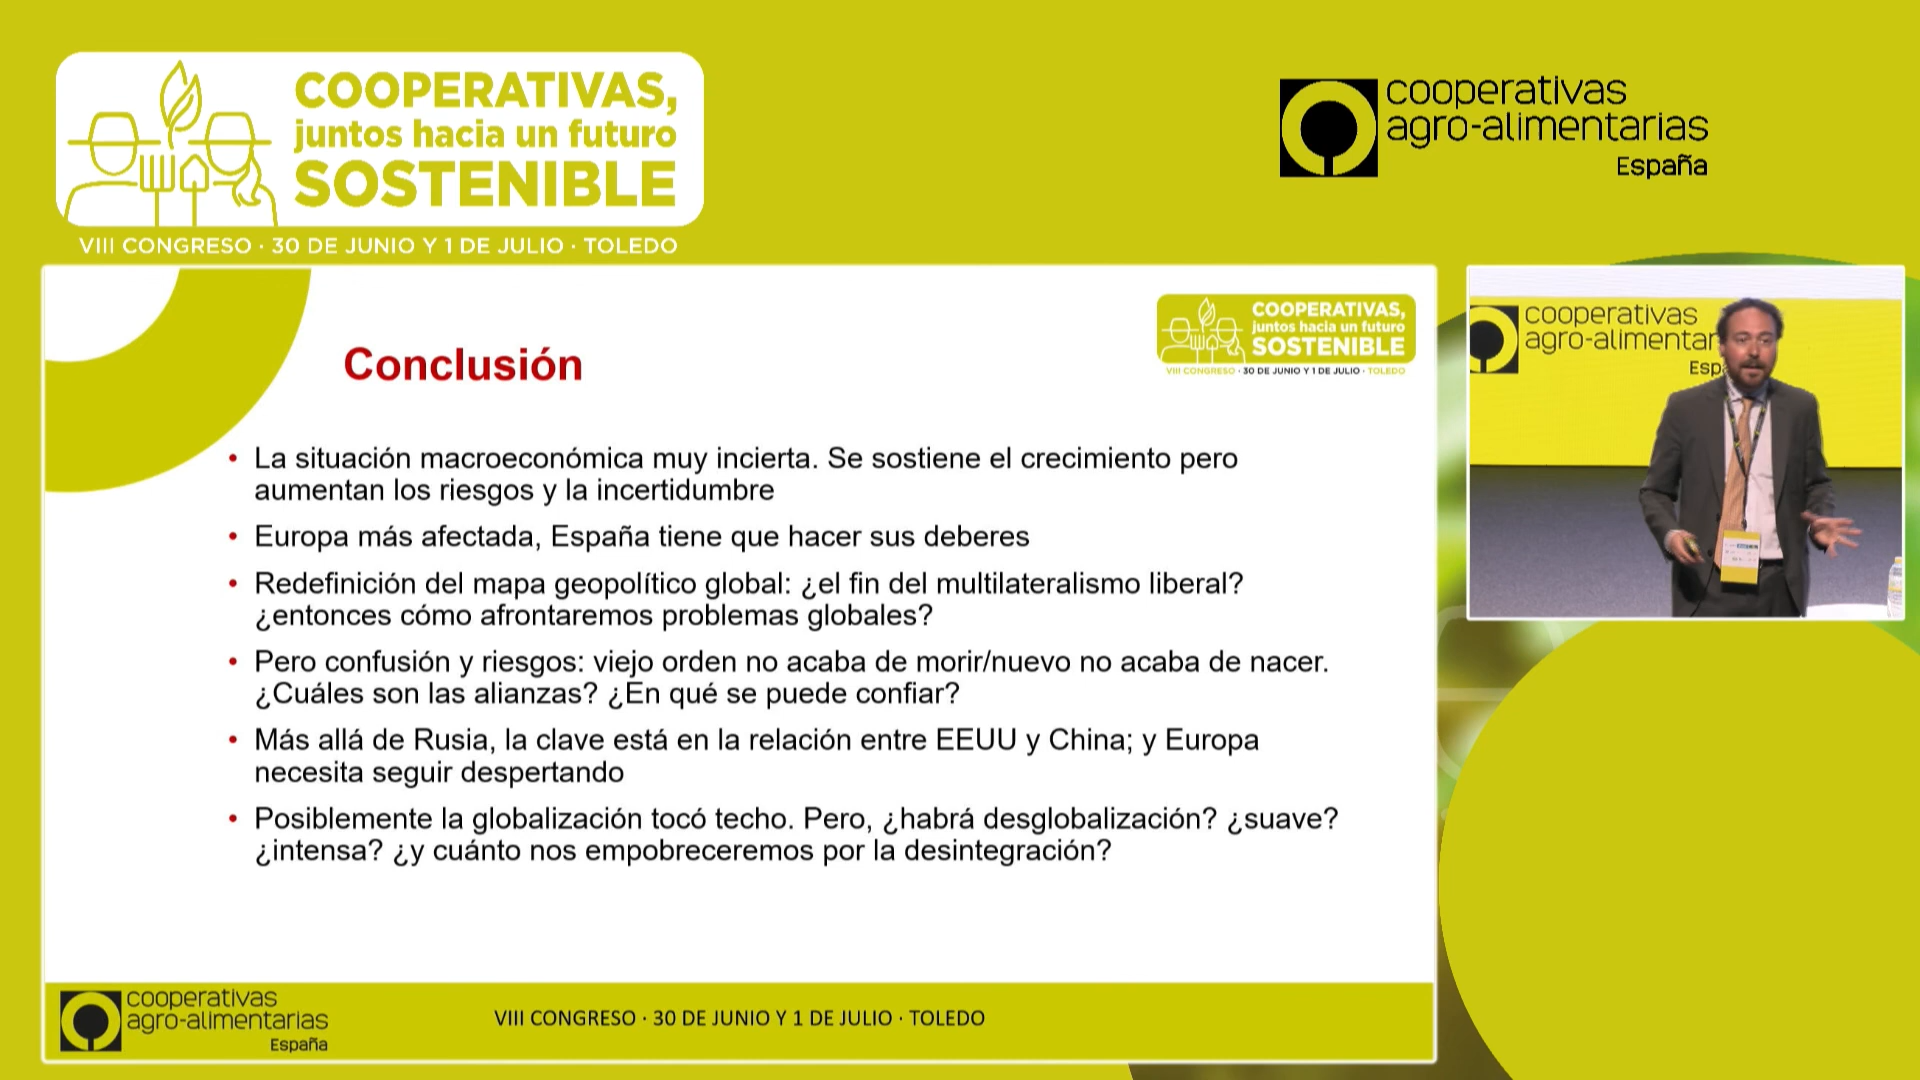 COOPERATIVAS,
juntos hacia un futuro
SOSTENIBLE
VIII CONGRESO · 30 DE JUNIO Y 1 DE JULIO · TOLEDO
cooperativas
agro-alimentarias
España
Conclusión
COOPERATIVAS,
juntos hacia un futuro
SOSTENIBLE
VIII CONGRESO · 30 DE JUNIO Y 1 DE JULIO · TOLEDO
• La situación macroeconómica muy incierta. Se sostiene el crecimiento pero
aumentan los riesgos y la incertidumbre
• Europa más afectada, España tiene que hacer sus deberes
• Redefinición del mapa geopolítico global: ¿el fin del multilateralismo liberal?
¿entonces cómo afrontaremos problemas globales?
• Pero confusión y riesgos: viejo orden no acaba de morir/nuevo no acaba de nacer.
¿Cuáles son las alianzas? ¿En qué se puede confiar?
• Más allá de Rusia, la clave está en la relación entre EEUU y China; y Europa
necesita seguir despertando
• Posiblemente la globalización tocó techo. Pero, ¿habrá desglobalización? ¿suave?
¿intensa? ¿y cuánto nos empobreceremos por la desintegración?
cooperativas
agro-alimentarias
España
VIII CONGRESO · 30 DE JUNIO Y 1 DE JULIO · TOLEDO
cooperativas
agro-alimentar
Esp